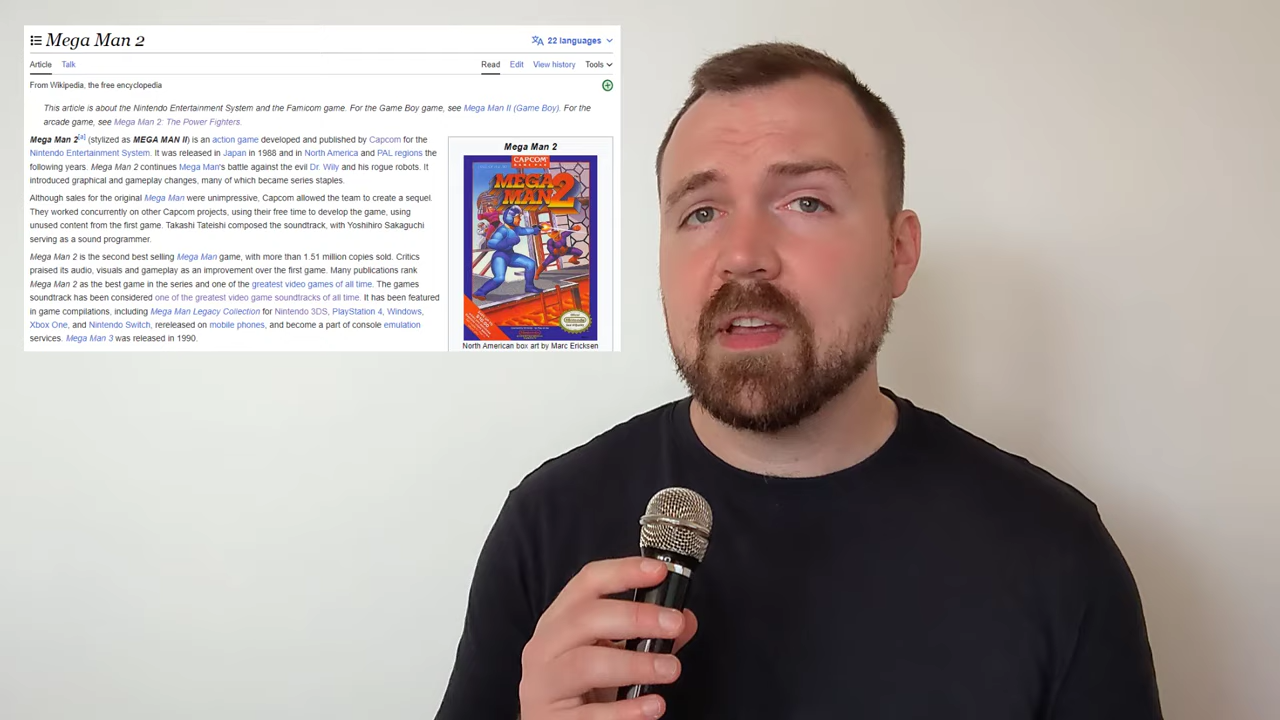 Mega Man 2
22 languages
Article Talk Read Edit View history Tools
From Wikipedia, the free encyclopedia
This article is about the Nintendo Entertainment System and the Famicom game. For the Game Boy game, see Mega Man II (Game Boy). For the
arcade game, see Mega Man 2: The Power Fighters.
Mega Man 2[a] (stylized as MEGA MAN II) is an action game developed and published by Capcom for the
Nintendo Entertainment System. It was released in Japan in 1988 and in North America and PAL regions the
following years. Mega Man 2 continues Mega Man's battle against the evil Dr. Wily and his rogue robots. It
introduced graphical and gameplay changes, many of which became series staples.
Although sales for the original Mega Man were unimpressive, Capcom allowed the team to create a sequel.
They worked concurrently on other Capcom projects, using their free time to develop the game, using
unused content from the first game. Takashi Tateishi composed the soundtrack, with Yoshihiro Sakaguchi
serving as a sound programmer.
Mega Man 2 is the second best selling Mega Man game, with more than 1.51 million copies sold. Critics
praised its audio, visuals and gameplay as an improvement over the first game. Many publications rank
Mega Man 2 as the best game in the series and one of the greatest video games of all time. The games
soundtrack has been considered one of the greatest video game soundtracks of all time. It has been featured
in game compilations, including Mega Man Legacy Collection for Nintendo 3DS, PlayStation 4, Windows,
Xbox One, and Nintendo Switch, rereleased on mobile phones, and become a part of console emulation
services. Mega Man 3 was released in 1990.
Mega Man 2
CAPCOM
MEGA
MAN 2
Nintendo
North American box art by Marc Ericksen